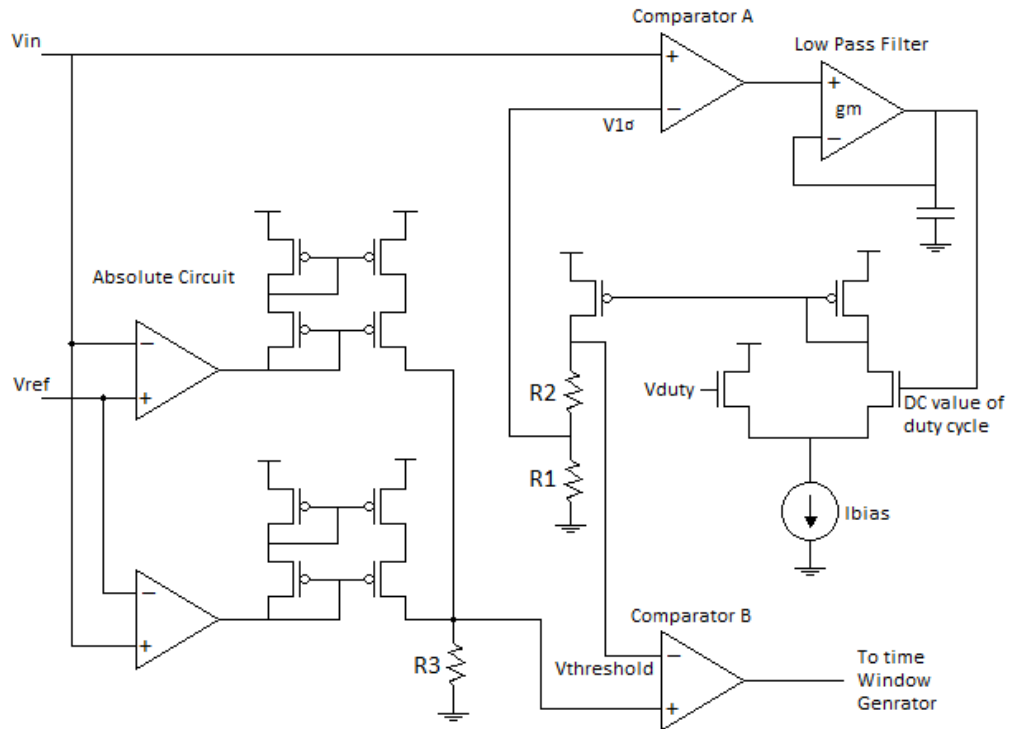 Comparator A
Vin
Low Pass Filter
+
−
V1σ
+
gm
−
Absolute Circuit
−
+
Vref
R2
Vduty
DC value of
duty cycle
R1
Ibias
−
+
Comparator B
R3
Vthreshold
−
+
To time
Window
Genrator